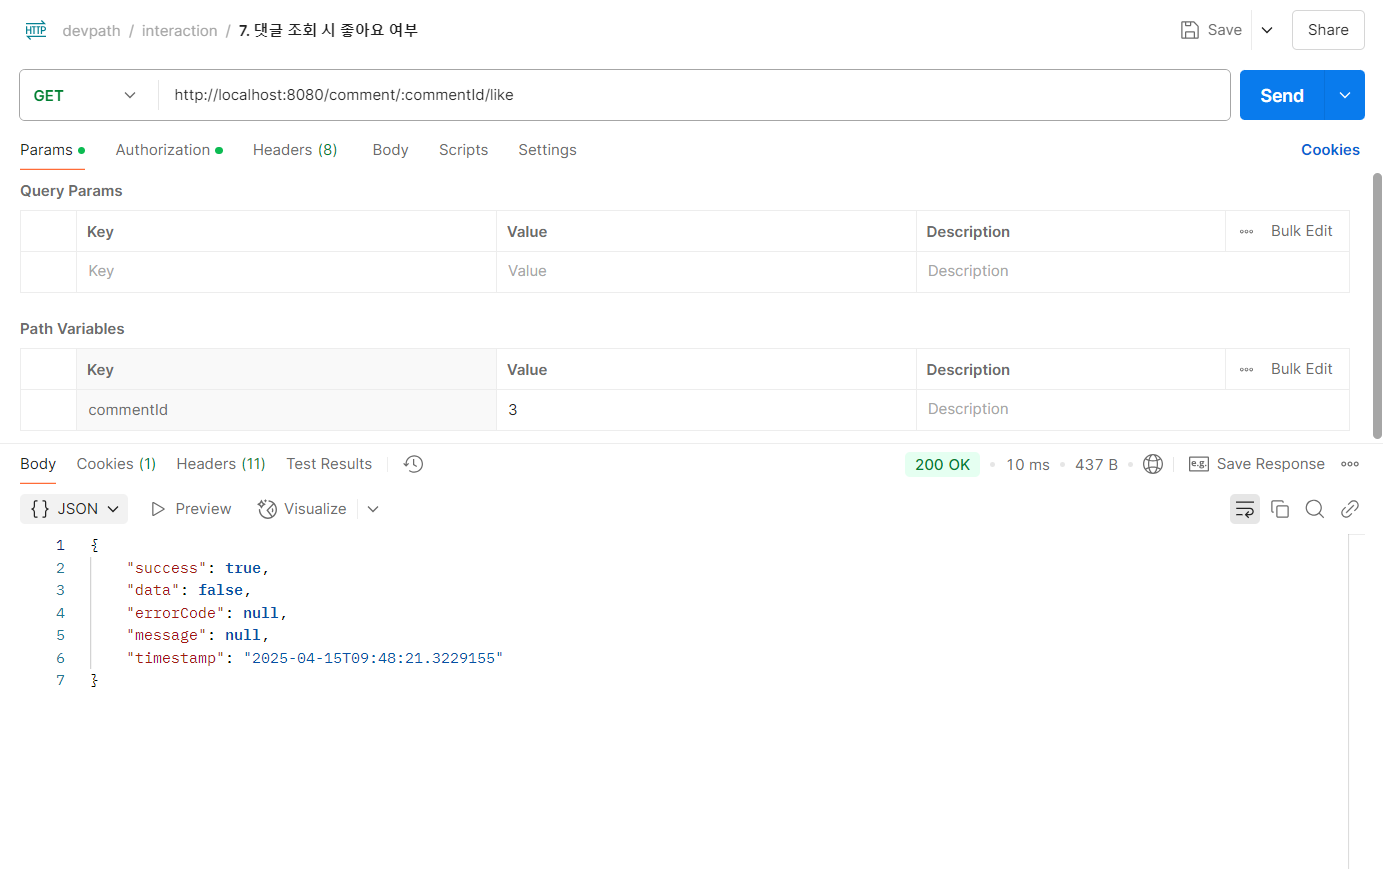 HTTP devpath / interaction / 7. 댓글 조회 시 좋아요 여부 Save Share
GET http://localhost:8080/comment/:commentId/like Send
Params Authorization Headers (8) Body Scripts Settings Cookies
Query Params
Key Value Description Bulk Edit
Key Value Description
Path Variables
Key Value Description Bulk Edit
commentId 3 Description
Body Cookies (1) Headers (11) Test Results 200 OK 10 ms 437 B e.g. Save Response
{} JSON Preview Visualize
1 {
2 "success": true,
3 "data": false,
4 "errorCode": null,
5 "message": null,
6 "timestamp": "2025-04-15T09:48:21.3229155"
7 }